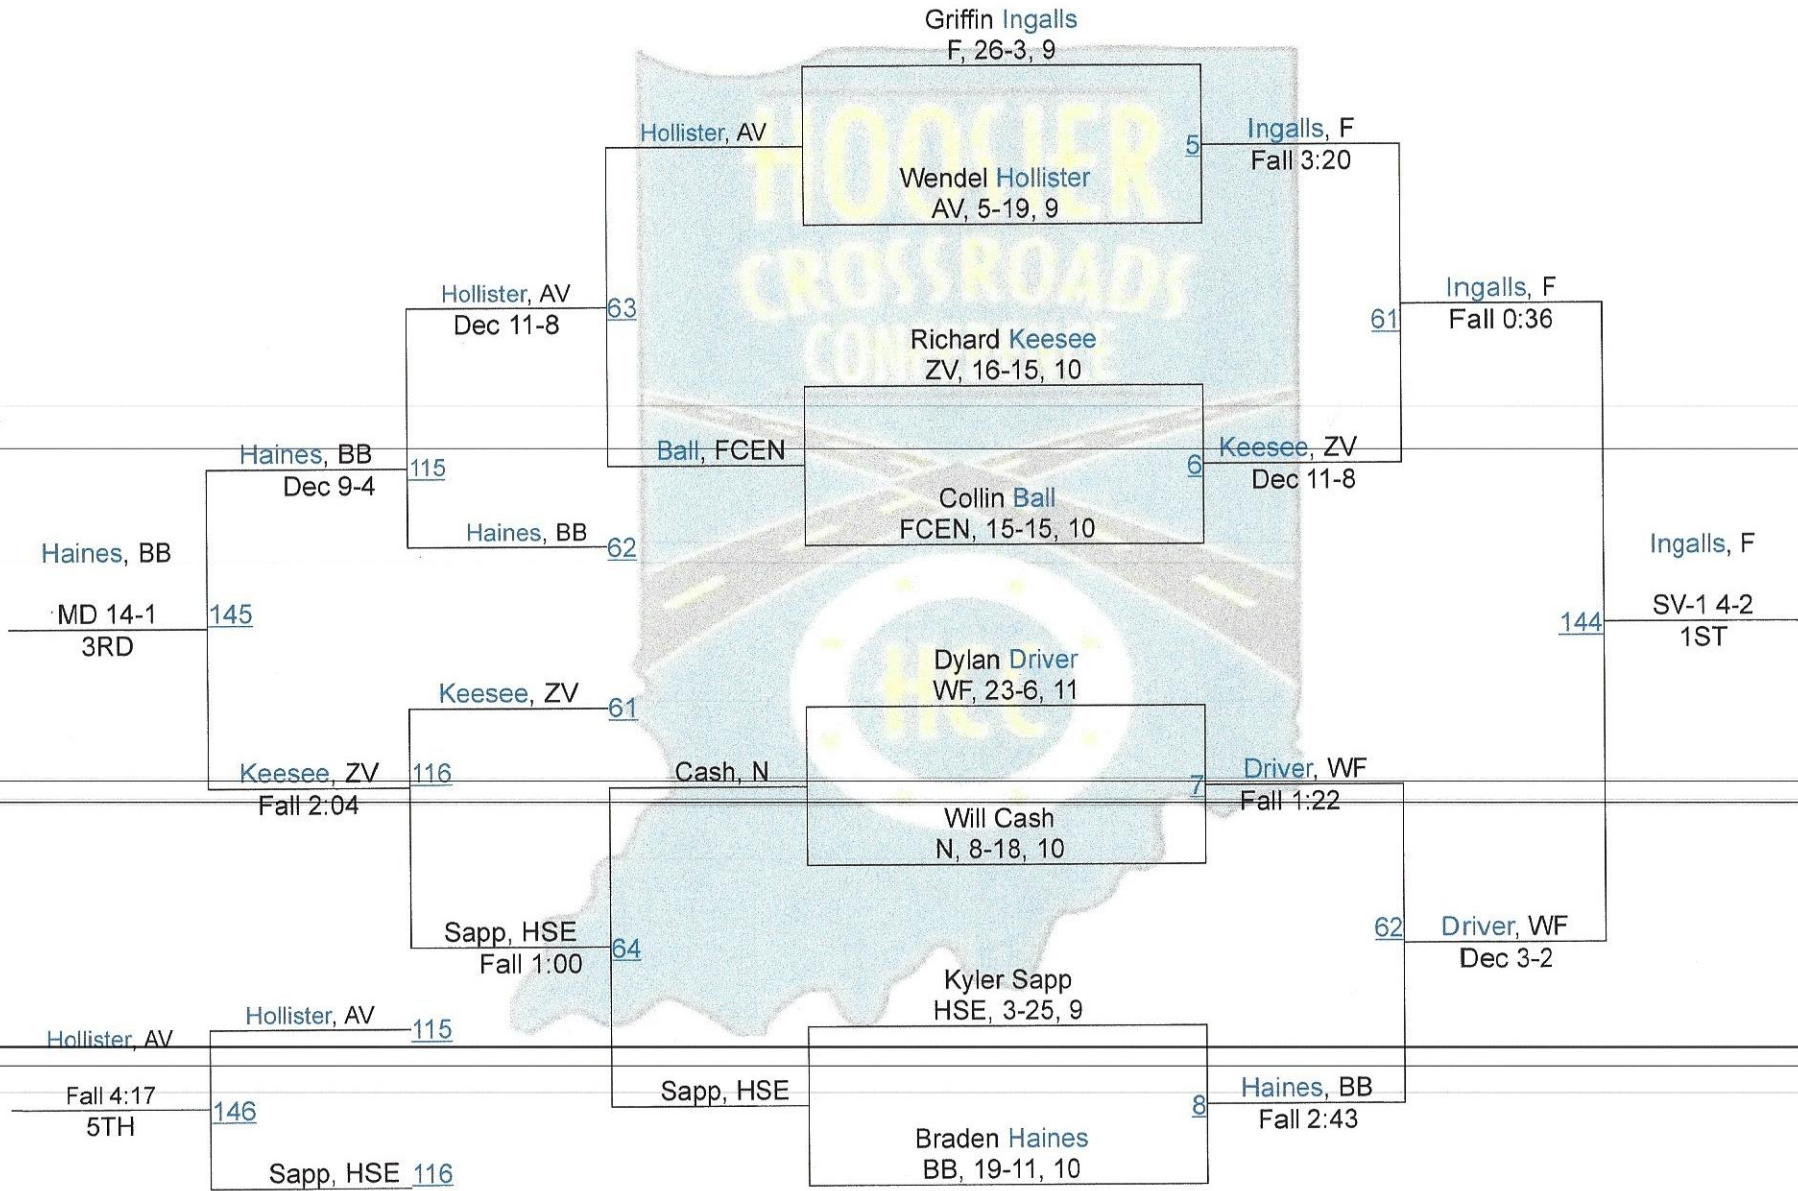 Griffin Ingalls
F, 26-3, 9
Hollister, AV
5
Ingalls, F
Fall 3:20
Wendel Hollister
AV, 5-19, 9
HOOSIER
CROSSROADS
CONFERENCE
Hollister, AV
Dec 11-8
63
61
Ingalls, F
Fall 0:36
Richard Keesee
ZV, 16-15, 10
Haines, BB
Dec 9-4
115
Ball, FCEN
6
Keesee, ZV
Dec 11-8
Collin Ball
FCEN, 15-15, 10
Haines, BB
62
Haines, BB
MD 14-1
3RD
145
Ingalls, F
144
SV-1 4-2
1ST
Keesee, ZV
61
Dylan Driver
WF, 23-6, 11
HCC
Keesee, ZV
Fall 2:04
116
Cash, N
7
Driver, WF
Fall 1:22
Will Cash
N, 8-18, 10
Sapp, HSE
Fall 1:00
64
62
Driver, WF
Dec 3-2
Kyler Sapp
HSE, 3-25, 9
Hollister, AV
115
Hollister, AV
Fall 4:17
5TH
146
Sapp, HSE
8
Haines, BB
Fall 2:43
Braden Haines
BB, 19-11, 10
Sapp, HSE
116